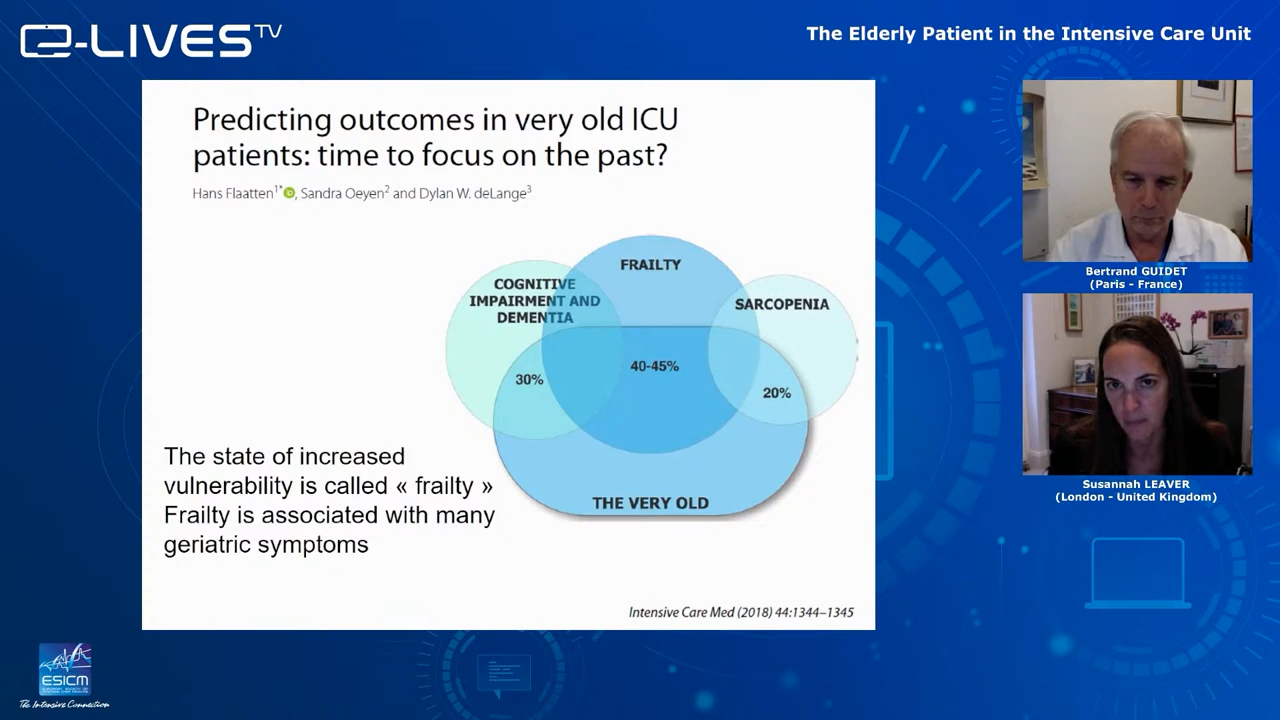 e-LIVES TV
The Elderly Patient in the Intensive Care Unit
Predicting outcomes in very old ICU
patients: time to focus on the past?
Hans Flaatten1*, Sandra Oeyen2 and Dylan W. deLange3
FRAILTY
COGNITIVE
IMPAIRMENT AND
DEMENTIA
SARCOPENIA
40-45%
30%
20%
THE VERY OLD
The state of increased
vulnerability is called « frailty »
Frailty is associated with many
geriatric symptoms
Intensive Care Med (2018) 44:1344–1345
Bertrand GUIDET
(Paris - France)
Susannah LEAVER
(London - United Kingdom)
ESICM
The Intensive Connection